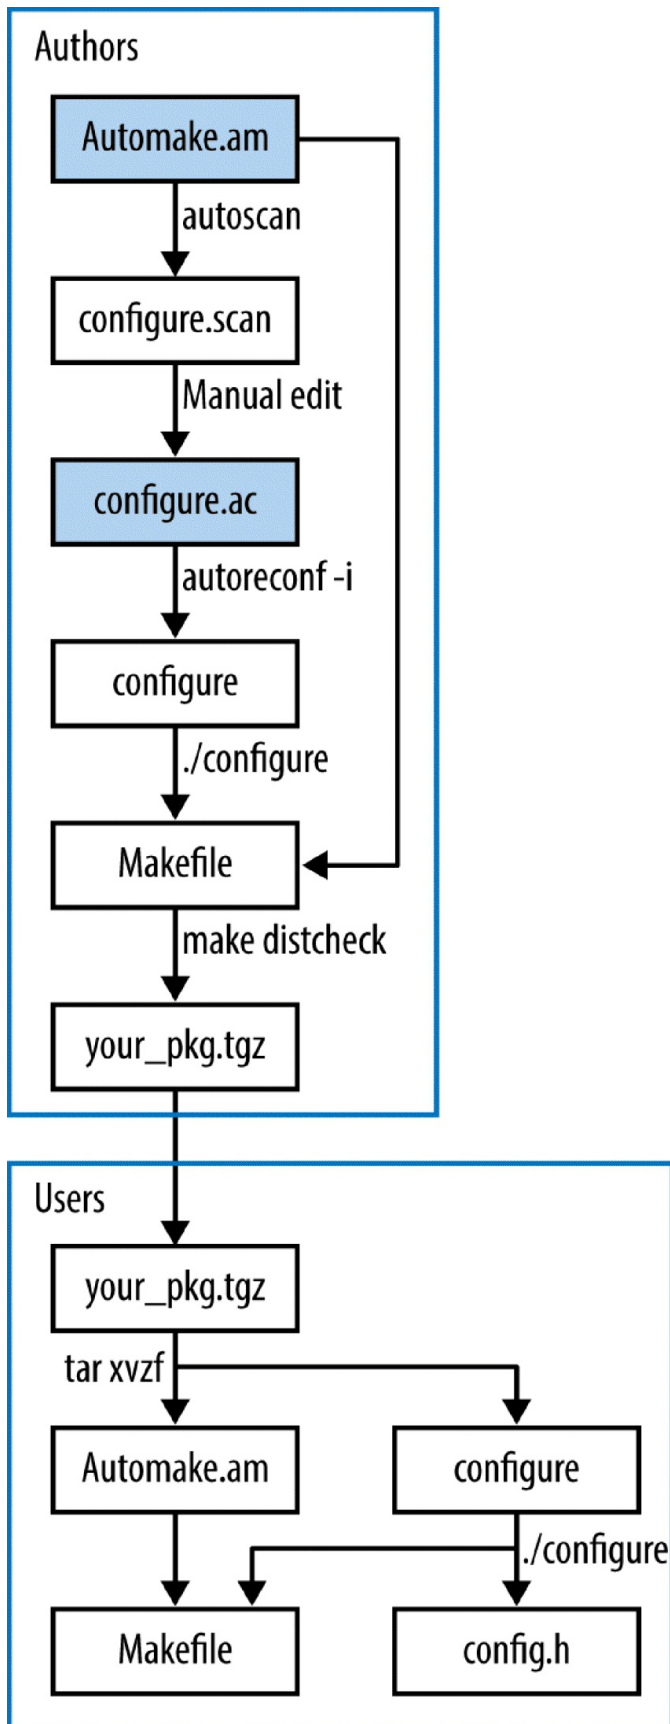 Authors
Automake.am
autoscan
configure.scan
Manual edit
configure.ac
autoreconf -i
configure
./configure
Makefile
make distcheck
your_pkg.tgz
Users
your_pkg.tgz
tar xvzf
Automake.am
configure
./configure
Makefile
config.h